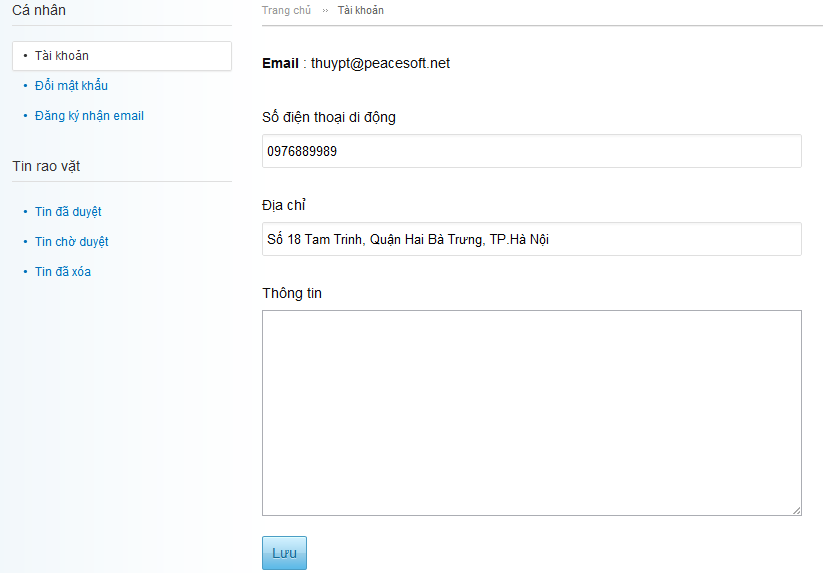 Cá nhân
• Tài khoản
• Đổi mật khẩu
• Đăng ký nhận email
Tin rao vặt
• Tin đã duyệt
• Tin chờ duyệt
• Tin đã xóa
Trang chủ ›› Tài khoản
Email : thuypt@peacesoft.net
Số điện thoại di động
0976889989
Địa chỉ
Số 18 Tam Trinh, Quận Hai Bà Trưng, TP.Hà Nội
Thông tin
Lưu